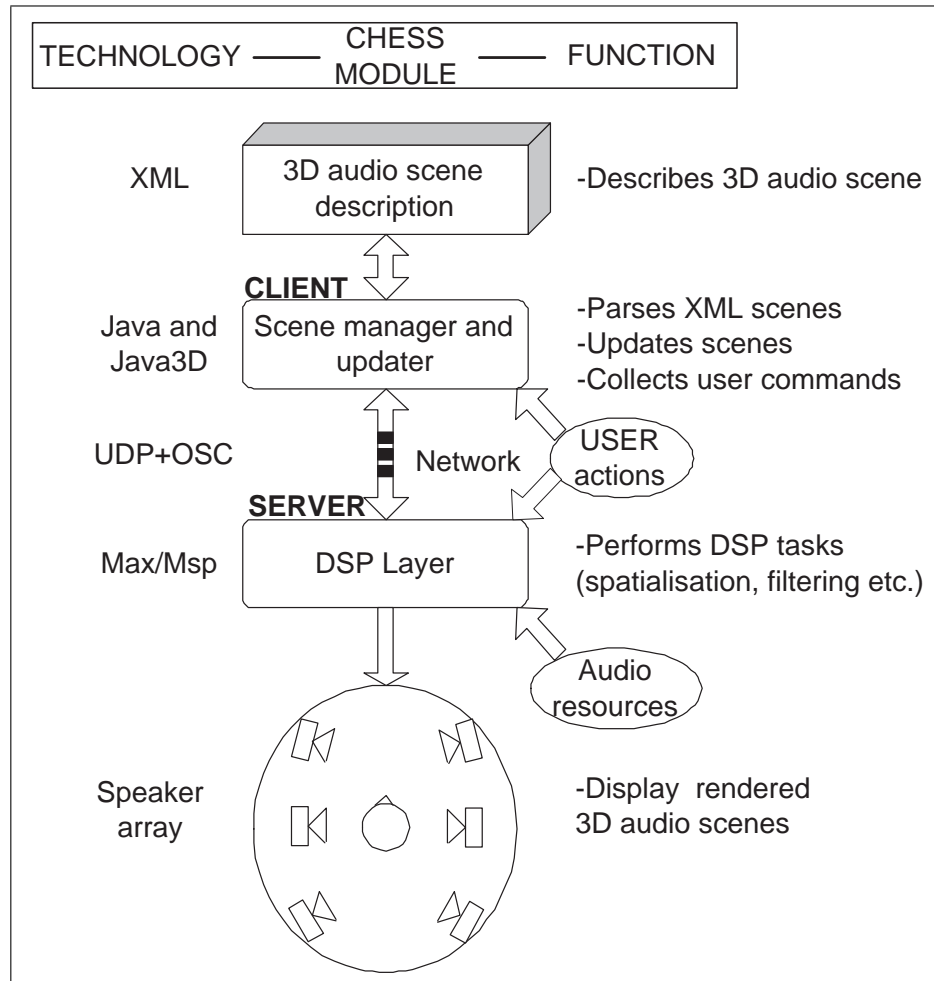 TECHNOLOGY
CHESS
MODULE
FUNCTION
XML
3D audio scene
description
-Describes 3D audio scene
CLIENT
Java and
Java3D
Scene manager and
updater
-Parses XML scenes
-Updates scenes
-Collects user commands
UDP+OSC
Network
USER
actions
SERVER
Max/Msp
DSP Layer
-Performs DSP tasks
(spatialisation, filtering etc.)
Audio
resources
Speaker
array
-Display rendered
3D audio scenes